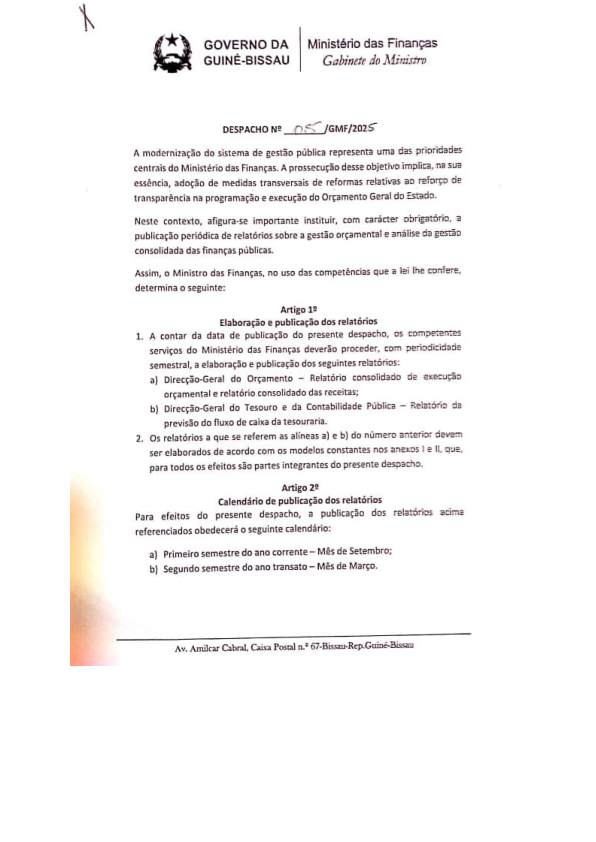 GOVERNO DA
GUINÉ-BISSAU
Ministério das Finanças
Gabinete do Ministro
DESPACHO Nº 05 /GMF/2025
A modernização do sistema de gestão pública representa uma das prioridades
centrais do Ministério das Finanças. A prossecução desse objetivo implica, na sua
essência, adoção de medidas transversais de reformas relativas ao reforço de
transparência na programação e execução do Orçamento Geral do Estado.
Neste contexto, afigura-se importante instituir, com carácter obrigatório, a
publicação periódica de relatórios sobre a gestão orçamental e análise da gestão
consolidada das finanças públicas.
Assim, o Ministro das Finanças, no uso das competências que a lei lhe confere,
determina o seguinte:
Artigo 1º
Elaboração e publicação dos relatórios
1. A contar da data de publicação do presente despacho, os competentes
serviços do Ministério das Finanças deverão proceder, com periodicidade
semestral, a elaboração e publicação dos seguintes relatórios:
a) Direcção-Geral do Orçamento – Relatório consolidado de execução
orçamental e relatório consolidado das receitas;
b) Direcção-Geral do Tesouro e da Contabilidade Pública – Relatório da
previsão do fluxo de caixa da tesouraria.
2. Os relatórios a que se referem as alíneas a) e b) do número anterior devem
ser elaborados de acordo com os modelos constantes nos anexos I e II, que,
para todos os efeitos são partes integrantes do presente despacho.
Artigo 2º
Calendário de publicação dos relatórios
Para efeitos do presente despacho, a publicação dos relatórios acima
referenciados obedecerá o seguinte calendário:
a) Primeiro semestre do ano corrente – Mês de Setembro;
b) Segundo semestre do ano transato – Mês de Março.
Av. Amilcar Cabral, Caixa Postal n.º 67-Bissau-Rep.Guiné-Bissau